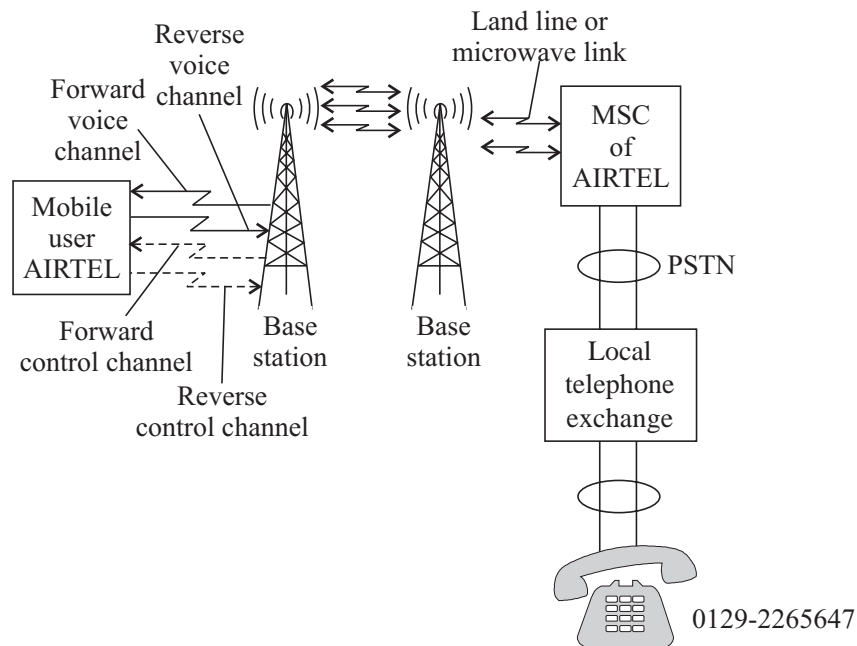 Reverse
voice
channel
Forward
voice
channel
Land line or
microwave link
MSC
of
AIRTEL
Mobile
user
AIRTEL
PSTN
Forward
control channel
Base
station
Base
station
Reverse
control channel
Local
telephone
exchange
0129-2265647